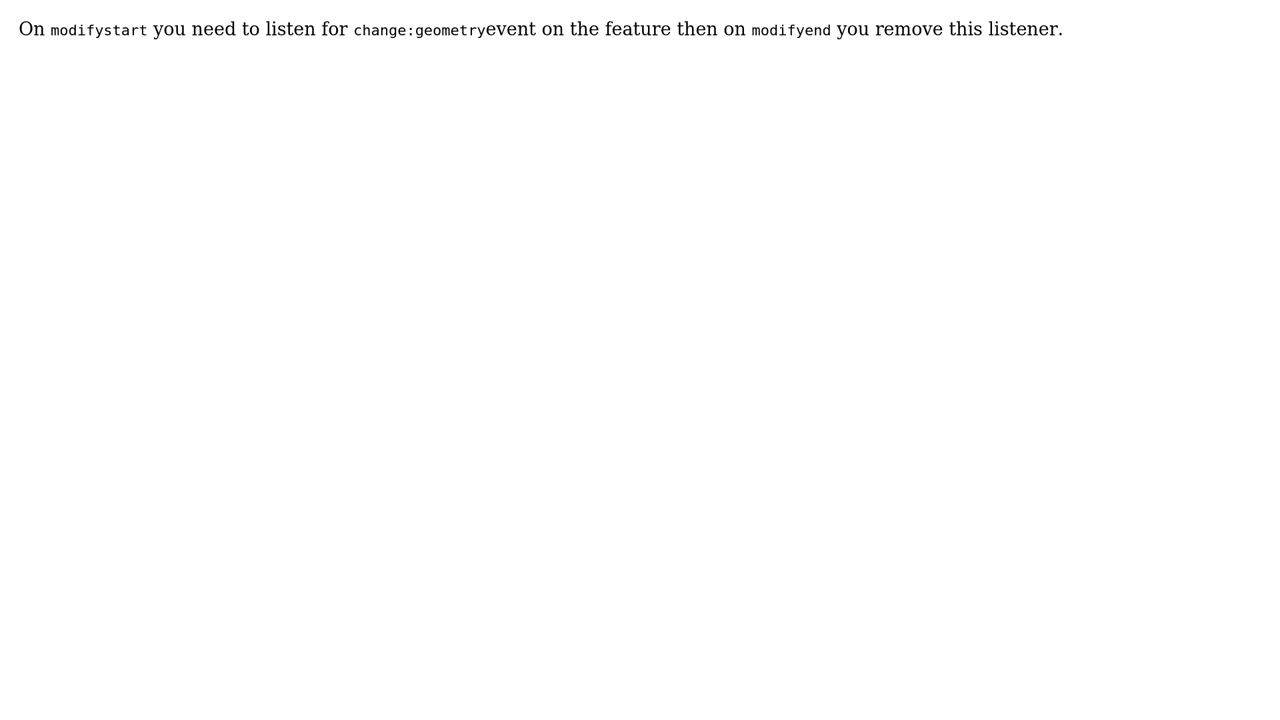 On modifystart you need to listen for change:geometryevent on the feature then on modifyend you remove this listener.